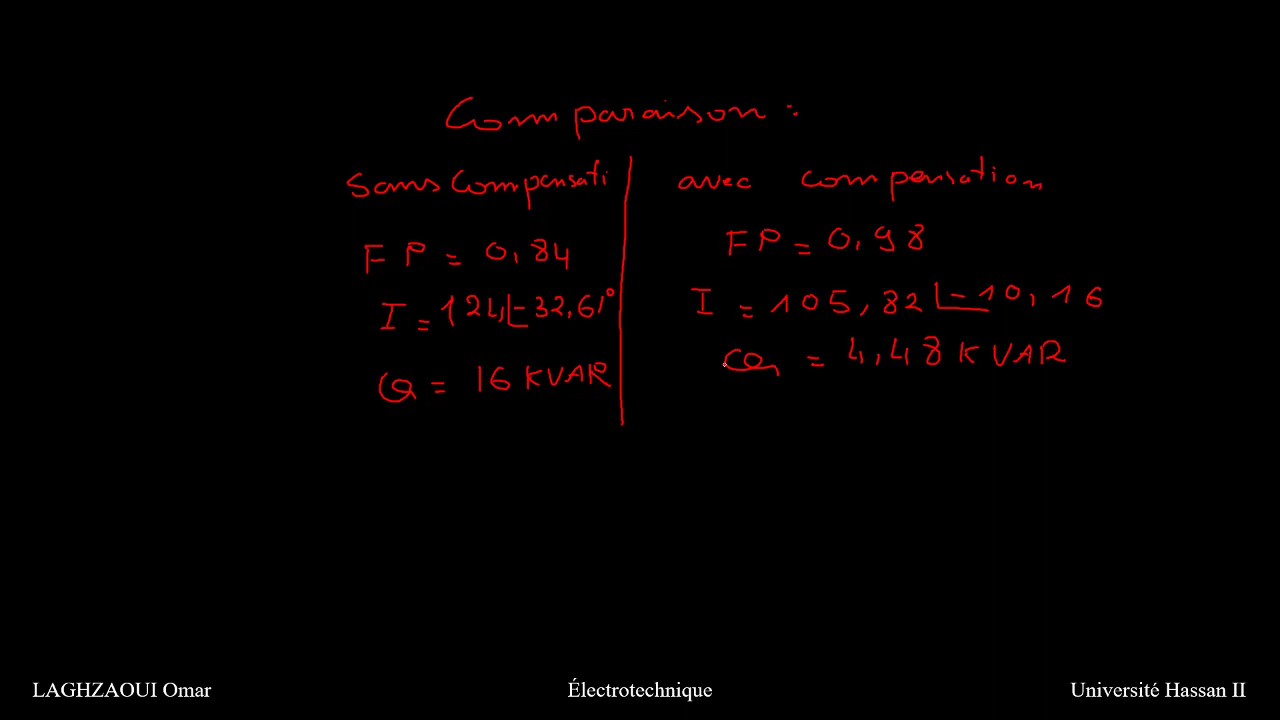 Comparaison :
Sans Compensati
FP = 0,84
I = 124,∠-32,61°
Q = 16 KVAR
avec compensation
FP = 0,98
I = 105,82∠-10,16
= 4,48 KVAR
LAGHZAOUI Omar
Électrotechnique
Université Hassan II